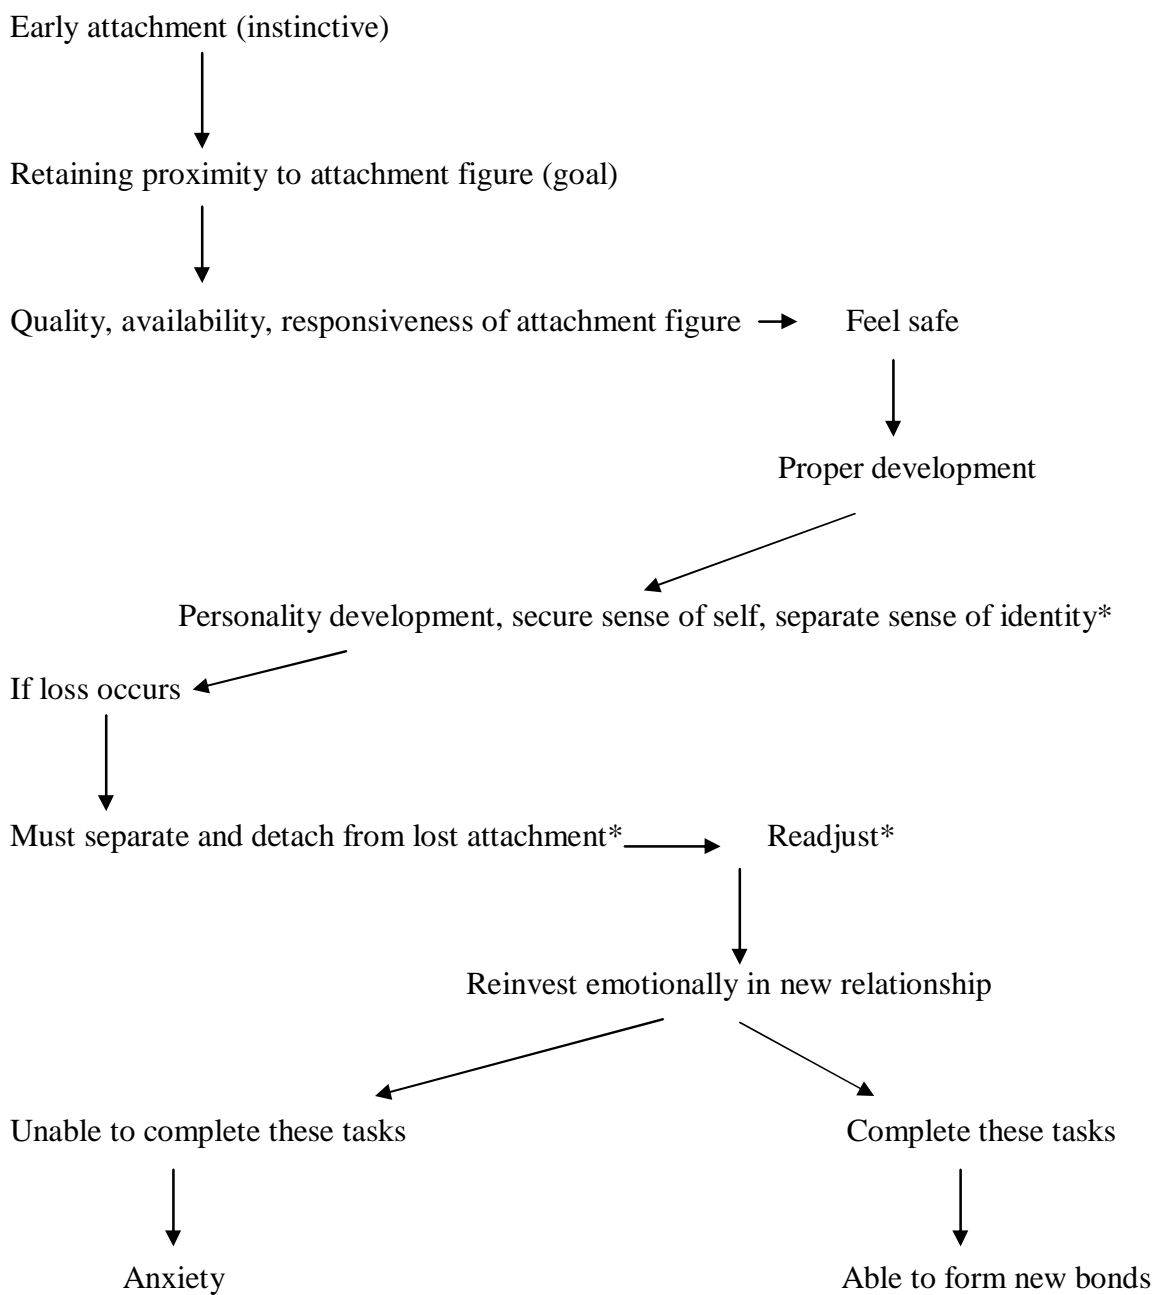 Early attachment (instinctive)
Retaining proximity to attachment figure (goal)
Quality, availability, responsiveness of attachment figure Feel safe
Proper development
Personality development, secure sense of self, separate sense of identity*
If loss occurs
Must separate and detach from lost attachment* Readjust*
Reinvest emotionally in new relationship
Unable to complete these tasks Complete these tasks
Anxiety Able to form new bonds